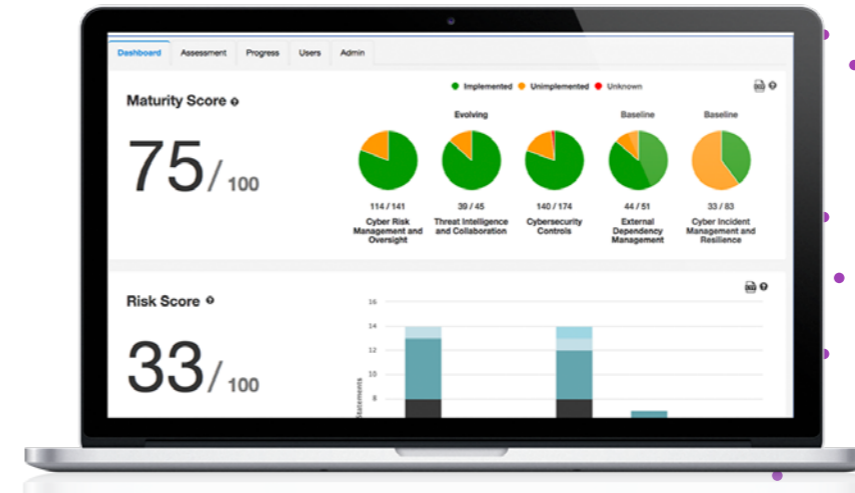 Dashboard Assessment Progress Users Admin
Maturity Score
75/100
Implemented Unimplemented Unknown
Evolving Baseline Baseline
114 / 141 39 / 45 140 / 174 44 / 51 33 / 83
Cyber Risk Management and Oversight
Threat Intelligence and Collaboration
Cybersecurity Controls
External Dependency Management
Cyber Incident Management and Resilience
Risk Score
33/100
16
14
12
10
8
Statements